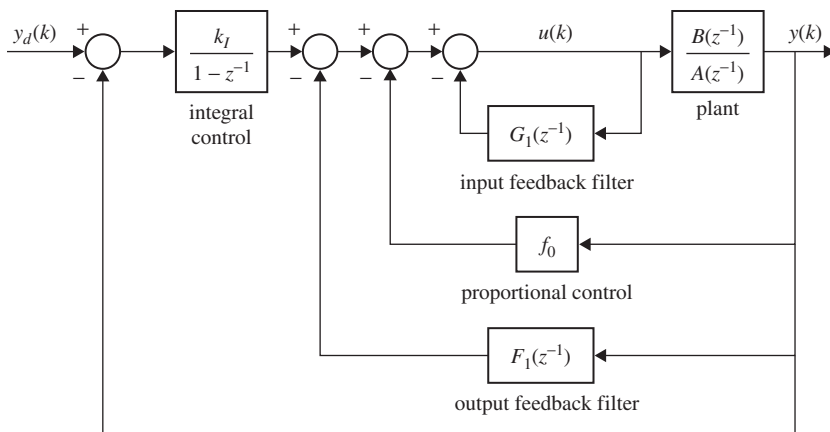 y_d(k)
+
−
k_I
1 − z^{−1}
integral
control
+
−
+
−
+
−
u(k)
B(z^{−1})
A(z^{−1})
plant
y(k)
G_1(z^{−1})
input feedback filter
f_0
proportional control
F_1(z^{−1})
output feedback filter